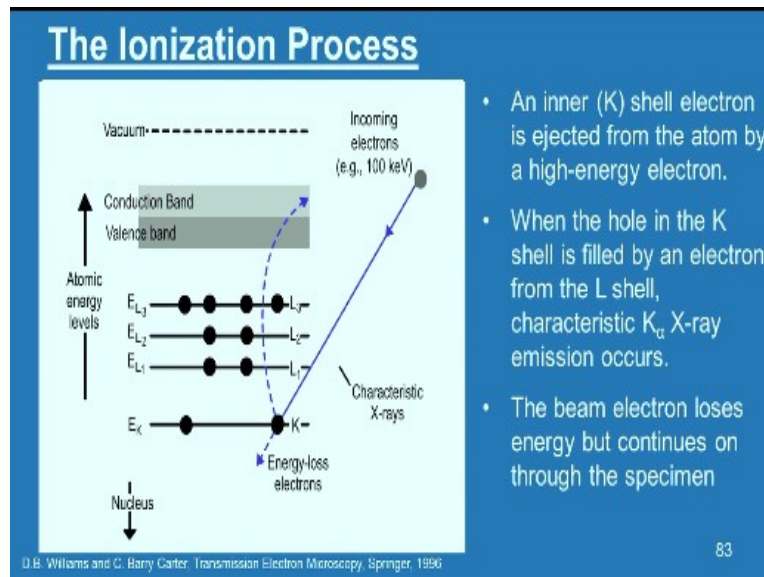 The Ionization Process
Vacuum
Incoming
electrons
(e.g., 100 keV)
Conduction Band
Valence band
Atomic
energy
levels
E_L3
L3
E_L2
L2
E_L1
L1
Characteristic
X-rays
E_K
K
Energy-loss
electrons
Nucleus
• An inner (K) shell electron
is ejected from the atom by
a high-energy electron.
• When the hole in the K
shell is filled by an electron
from the L shell,
characteristic Kα X-ray
emission occurs.
• The beam electron loses
energy but continues on
through the specimen
D.B. Williams and C. Barry Carter, Transmission Electron Microscopy, Springer, 1996
83